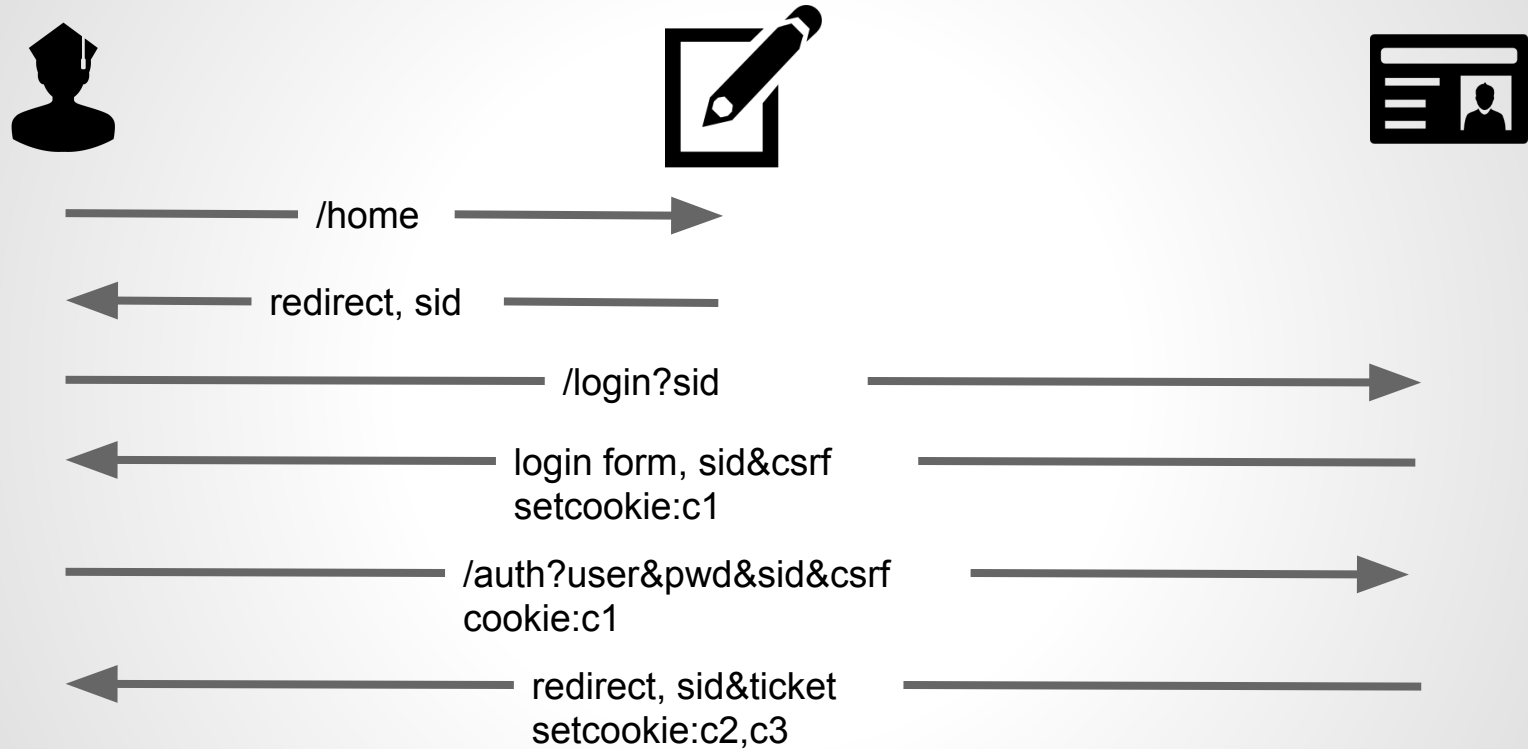 /home
redirect, sid
/login?sid
login form, sid&csrf
setcookie:c1
/auth?user&pwd&sid&csrf
cookie:c1
redirect, sid&ticket
setcookie:c2,c3